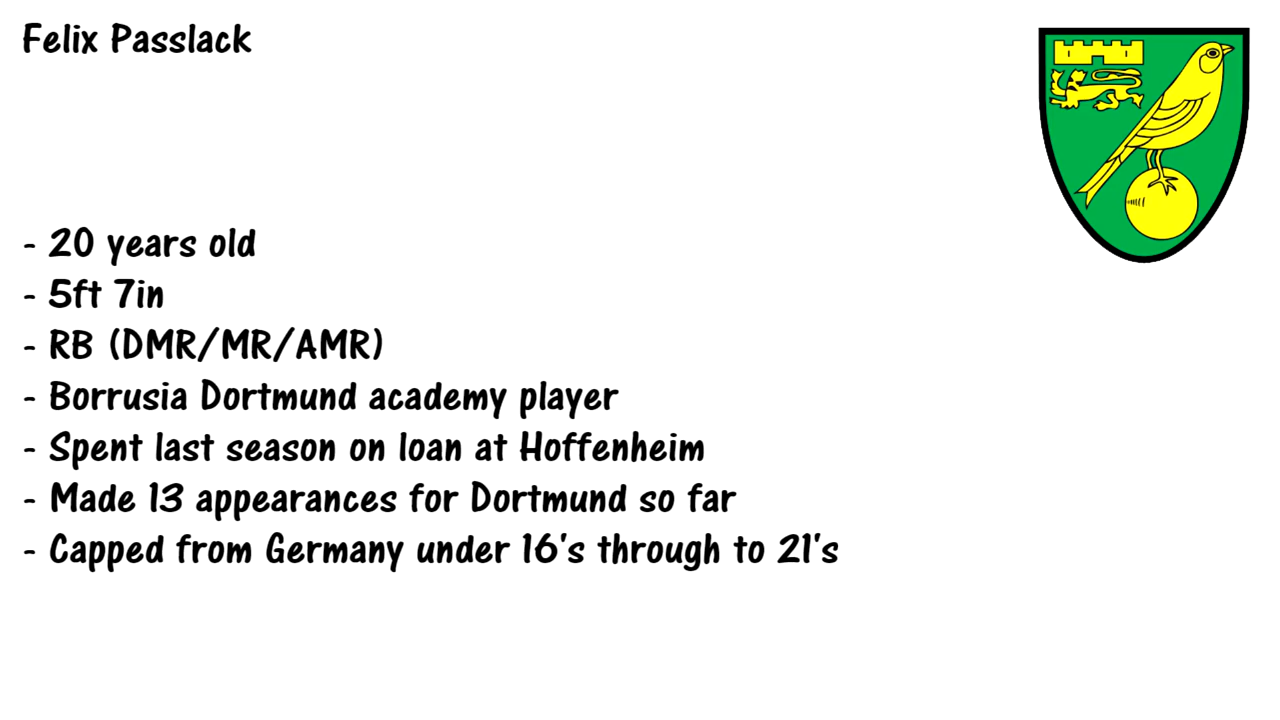 Felix Passlack
- 20 years old
- 5ft 7in
- RB (DMR/MR/AMR)
- Borrusia Dortmund academy player
- Spent last season on loan at Hoffenheim
- Made 13 appearances for Dortmund so far
- Capped from Germany under 16's through to 21's